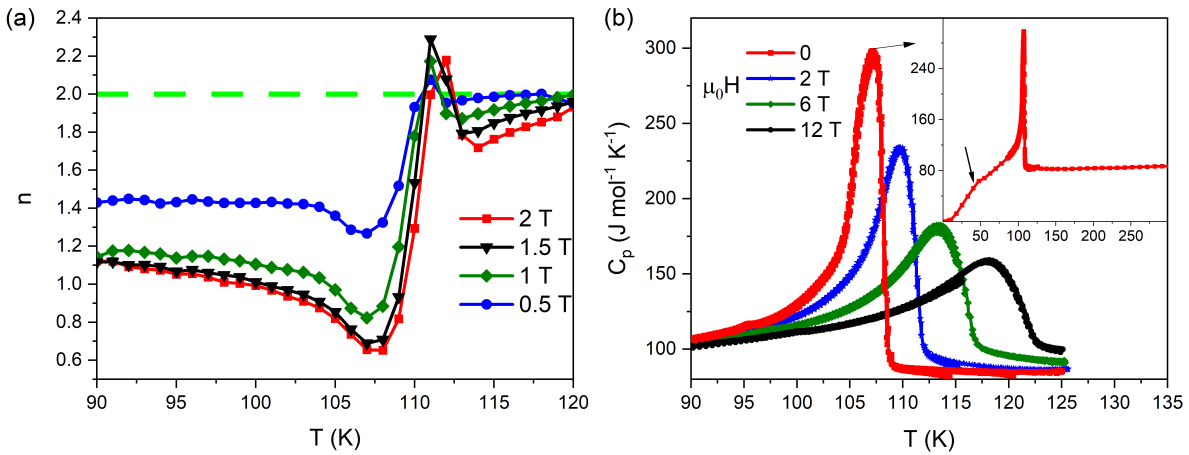 (a)
2.4
2.2
2.0
1.8
1.6
1.4
1.2
1.0
0.8
0.6
n
2 T
1.5 T
1 T
0.5 T
90 95 100 105 110 115 120
T (K)
(b)
300
250
200
150
100
Cp (J mol-1 K-1)
μ0H
0
2 T
6 T
12 T
240
160
80
50 100 150 200 250
90 95 100 105 110 115 120 125 130 135
T (K)